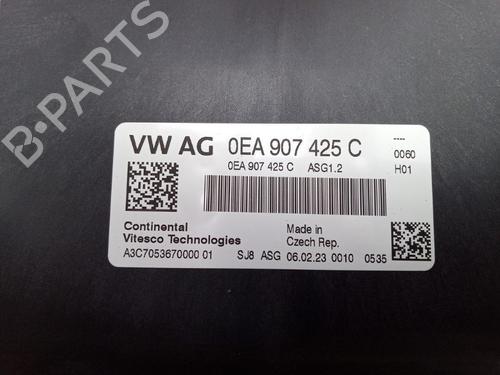 B-PARTS
VW AG 0EA 907 425 C
----
0060
0EA 907 425 C ASG1.2
H01
Continental
Vitesco Technologies
Made in
Czech Rep.
A3C7053670000 01 SJ8 ASG 06.02.23 0010 0535